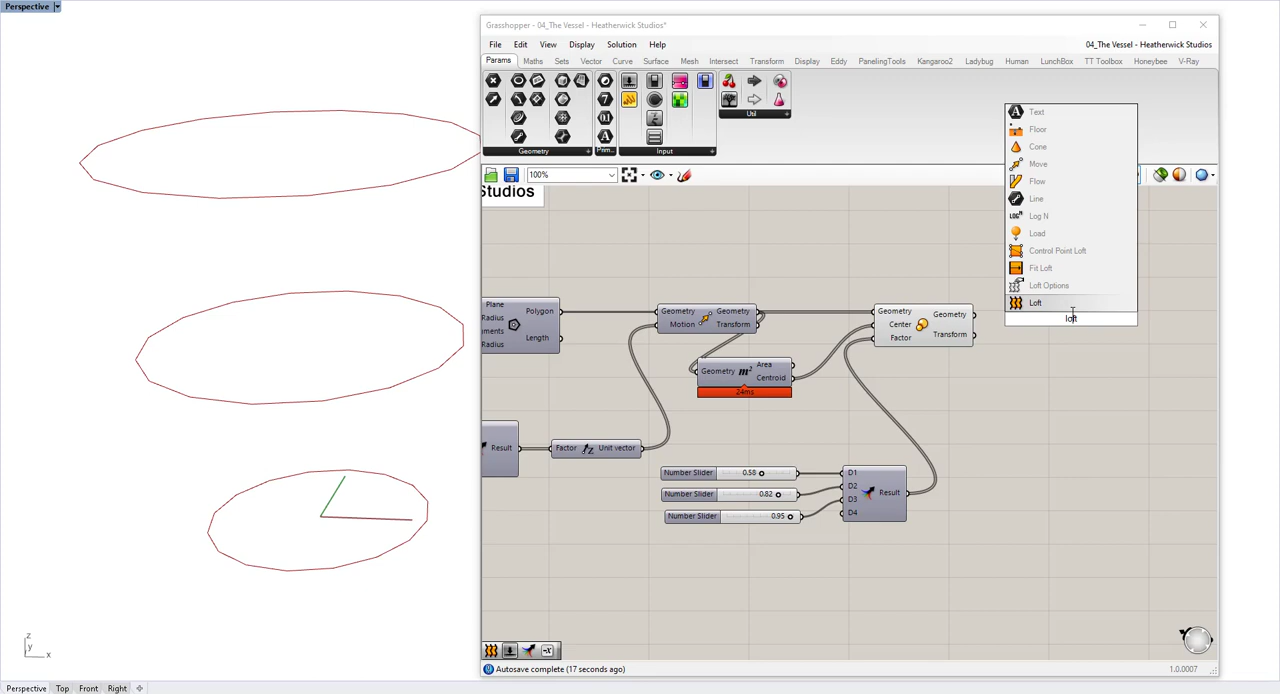 Perspective
Grasshopper - 04_The Vessel - Heatherwick Studios*
File Edit View Display Solution Help
04_The Vessel - Heatherwick Studios
Params Maths Sets Vector Curve Surface Mesh Intersect Transform Display Eddy PanelingTools Kangaroo2 Ladybug Human LunchBox TT Toolbox Honeybee V-Ray
Geometry
Prim...
Input
Util
100%
Studios
Text
Floor
Cone
Move
Flow
Line
LOG N Log N
Load
Control Point Loft
Fit Loft
Loft Options
Loft
loft
Plane
Radius
ments
Radius
Polygon
Length
Geometry
Motion
Geometry
Transform
Geometry
Center
Factor
Geometry
Transform
Geometry m² Area
Centroid
24ms
Result
Factor Unit vector
Number Slider 0.58
Number Slider 0.82
Number Slider 0.95
D1
D2
D3
D4
Result
z
y
x
Autosave complete (17 seconds ago)
1.0.0007
Perspective Top Front Right